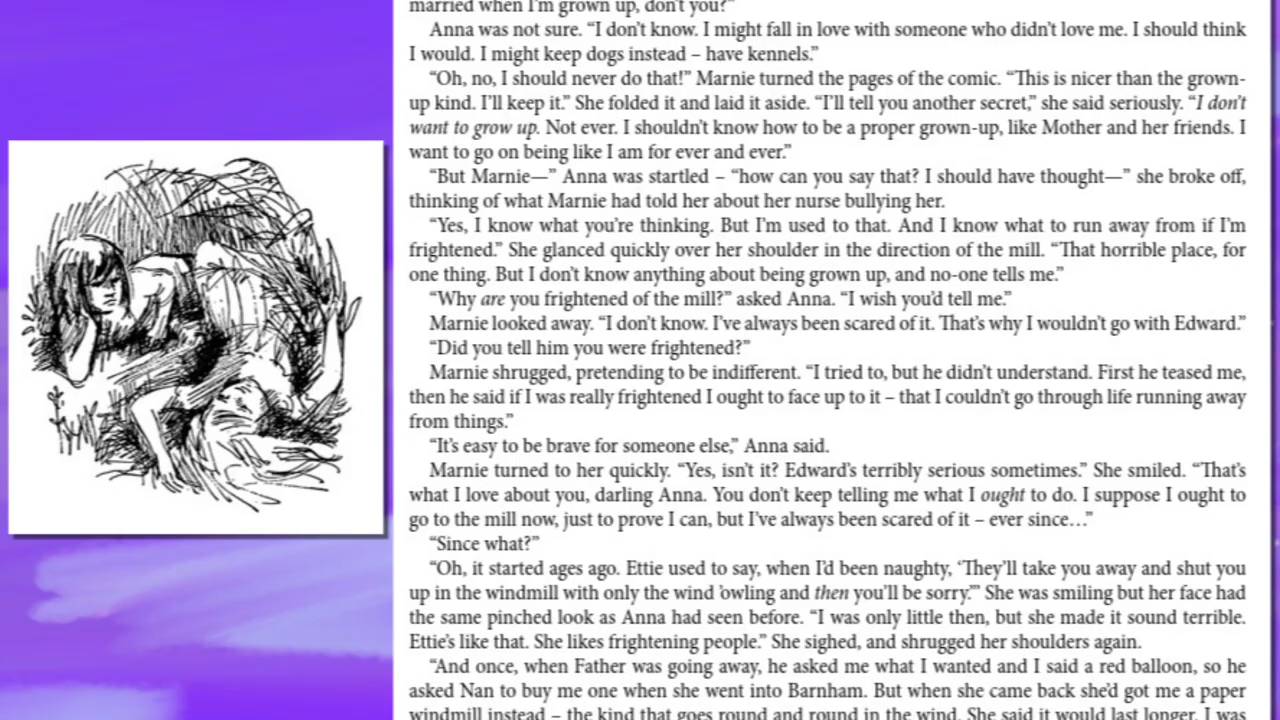 married when I'm grown up, don't you?"
Anna was not sure. “I don't know. I might fall in love with someone who didn't love me. I should think
I would. I might keep dogs instead – have kennels.”
“Oh, no, I should never do that!” Marnie turned the pages of the comic. “This is nicer than the grown-
up kind. I'll keep it.” She folded it and laid it aside. “I'll tell you another secret,” she said seriously. “I don't
want to grow up. Not ever. I shouldn't know how to be a proper grown-up, like Mother and her friends. I
want to go on being like I am for ever and ever.”
“But Marnie—” Anna was startled – “how can you say that? I should have thought—” she broke off,
thinking of what Marnie had told her about her nurse bullying her.
“Yes, I know what you're thinking. But I'm used to that. And I know what to run away from if I'm
frightened.” She glanced quickly over her shoulder in the direction of the mill. “That horrible place, for
one thing. But I don't know anything about being grown up, and no-one tells me.”
“Why are you frightened of the mill?” asked Anna. “I wish you'd tell me.”
Marnie looked away. “I don't know. I've always been scared of it. That's why I wouldn't go with Edward.”
“Did you tell him you were frightened?”
Marnie shrugged, pretending to be indifferent. “I tried to, but he didn't understand. First he teased me,
then he said if I was really frightened I ought to face up to it – that I couldn't go through life running away
from things.”
“It's easy to be brave for someone else,” Anna said.
Marnie turned to her quickly. “Yes, isn't it? Edward's terribly serious sometimes.” She smiled. “That's
what I love about you, darling Anna. You don't keep telling me what I ought to do. I suppose I ought to
go to the mill now, just to prove I can, but I've always been scared of it – ever since…”
“Since what?”
“Oh, it started ages ago. Ettie used to say, when I'd been naughty, ‘They'll take you away and shut you
up in the windmill with only the wind 'owling and then you'll be sorry.’” She was smiling but her face had
the same pinched look as Anna had seen before. “I was only little then, but she made it sound terrible.
Ettie's like that. She likes frightening people.” She sighed, and shrugged her shoulders again.
“And once, when Father was going away, he asked me what I wanted and I said a red balloon, so he
asked Nan to buy me one when she went into Barnham. But when she came back she'd got me a paper
windmill instead – the kind that goes round and round in the wind. She said it would last longer. I was